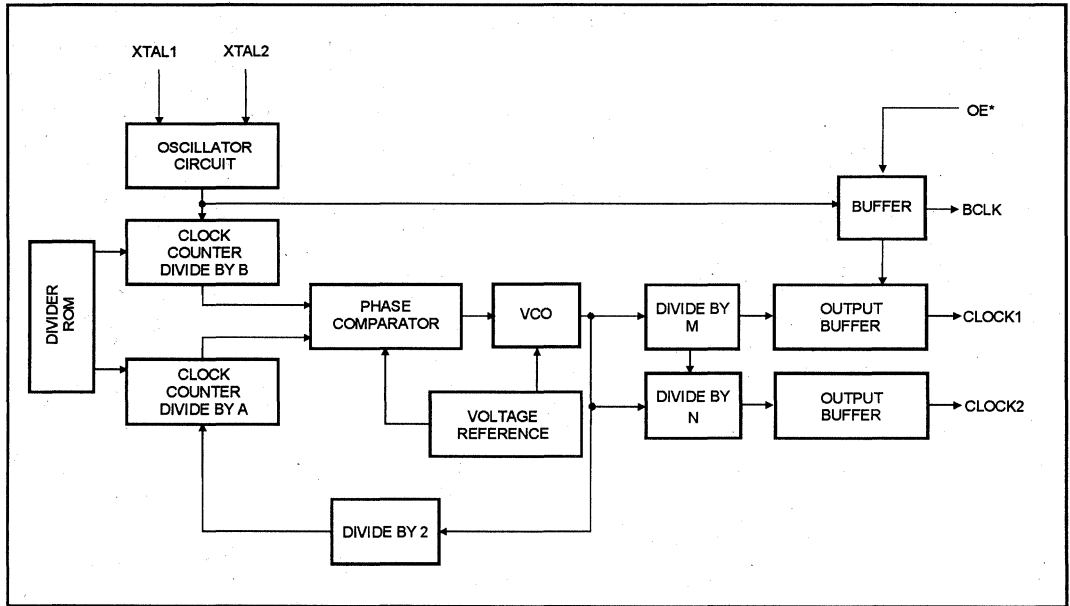 XTAL1
XTAL2
OSCILLATOR
CIRCUIT
OE*
BUFFER
BCLK
CLOCK
COUNTER
DIVIDE BY B
DIVIDER
ROM
PHASE
COMPARATOR
VCO
DIVIDE BY
M
OUTPUT
BUFFER
CLOCK1
CLOCK
COUNTER
DIVIDE BY A
VOLTAGE
REFERENCE
DIVIDE BY
N
OUTPUT
BUFFER
CLOCK2
DIVIDE BY 2